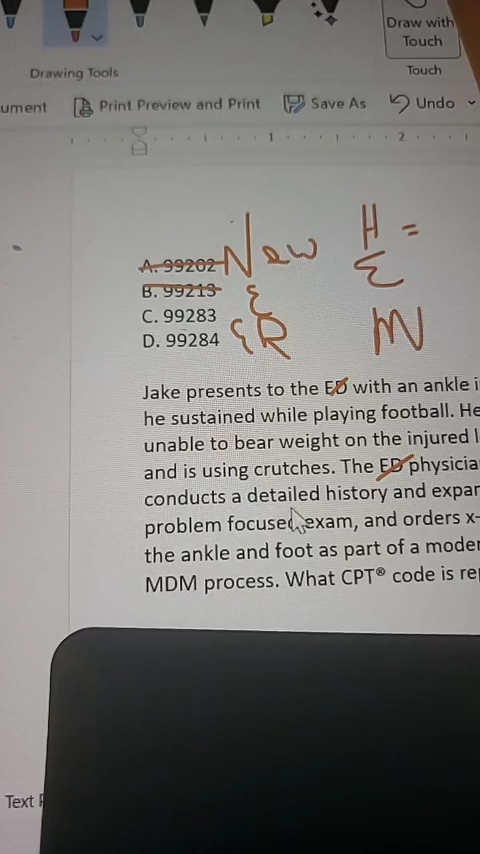 Draw with
Touch
Drawing Tools
Touch
ument Print Preview and Print Save As Undo
1 2
A. 99202 New H =
B. 99213 E E
C. 99283 ER M
D. 99284
Jake presents to the ED with an ankle i
he sustained while playing football. He
unable to bear weight on the injured l
and is using crutches. The ED physicia
conducts a detailed history and expan
problem focused exam, and orders x-
the ankle and foot as part of a mode
MDM process. What CPT® code is re
Text